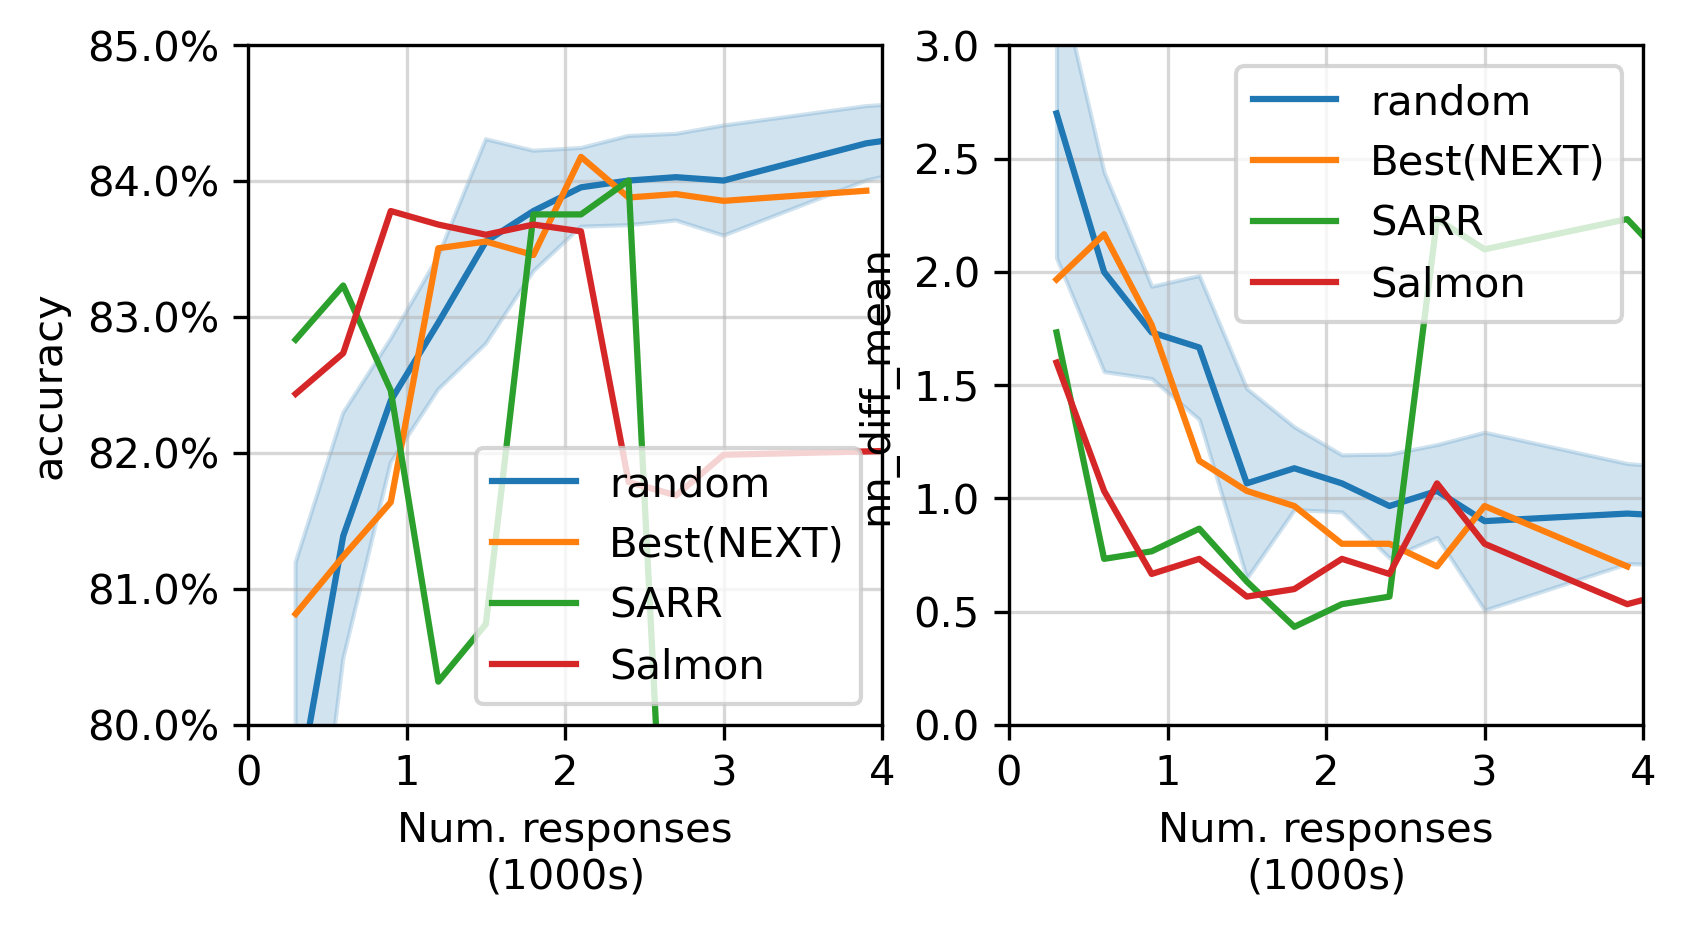 accuracy
85.0%
84.0%
83.0%
82.0%
81.0%
80.0%
0 1 2 3 4
Num. responses
(1000s)
random
Best(NEXT)
SARR
Salmon
nn_diff_mean
3.0
2.5
2.0
1.5
1.0
0.5
0.0
0 1 2 3 4
Num. responses
(1000s)
random
Best(NEXT)
SARR
Salmon